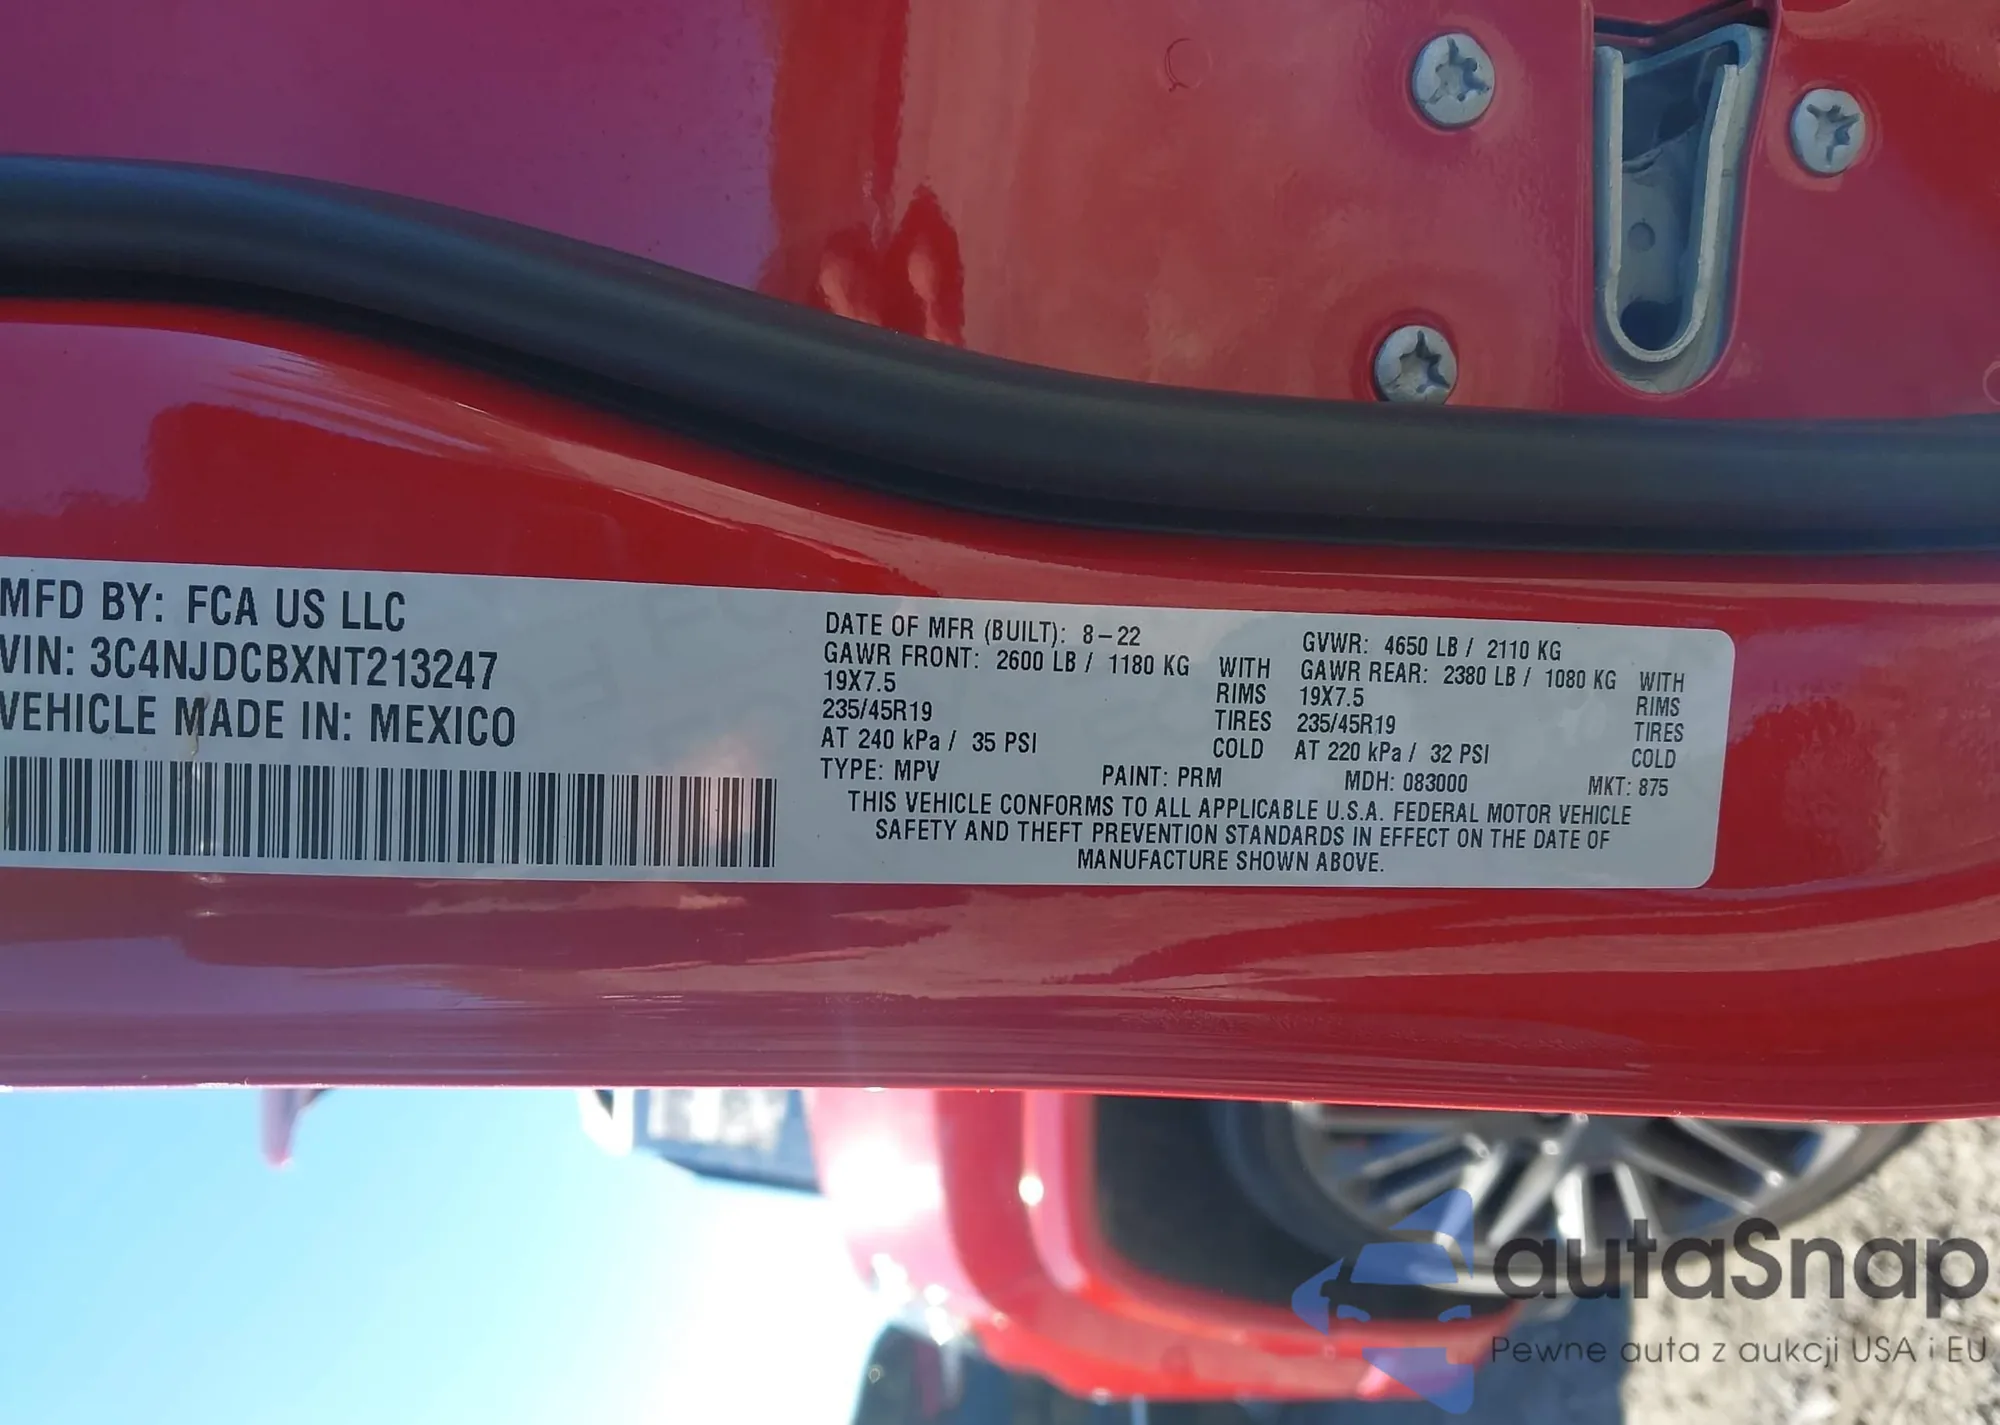 MFD BY: FCA US LLC
VIN: 3C4NJDCBXNT213247
VEHICLE MADE IN: MEXICO
DATE OF MFR (BUILT): 8-22
GAWR FRONT: 2600 LB / 1180 KG WITH
19X7.5 RIMS
235/45R19 TIRES
AT 240 kPa / 35 PSI COLD
GVWR: 4650 LB / 2110 KG
GAWR REAR: 2380 LB / 1080 KG WITH
19X7.5 RIMS
235/45R19 TIRES
AT 220 kPa / 32 PSI COLD
TYPE: MPV PAINT: PRM MDH: 083000 MKT: 875
THIS VEHICLE CONFORMS TO ALL APPLICABLE U.S.A. FEDERAL MOTOR VEHICLE
SAFETY AND THEFT PREVENTION STANDARDS IN EFFECT ON THE DATE OF
MANUFACTURE SHOWN ABOVE.
autaSnap
Pewne auta z aukcji USA i EU